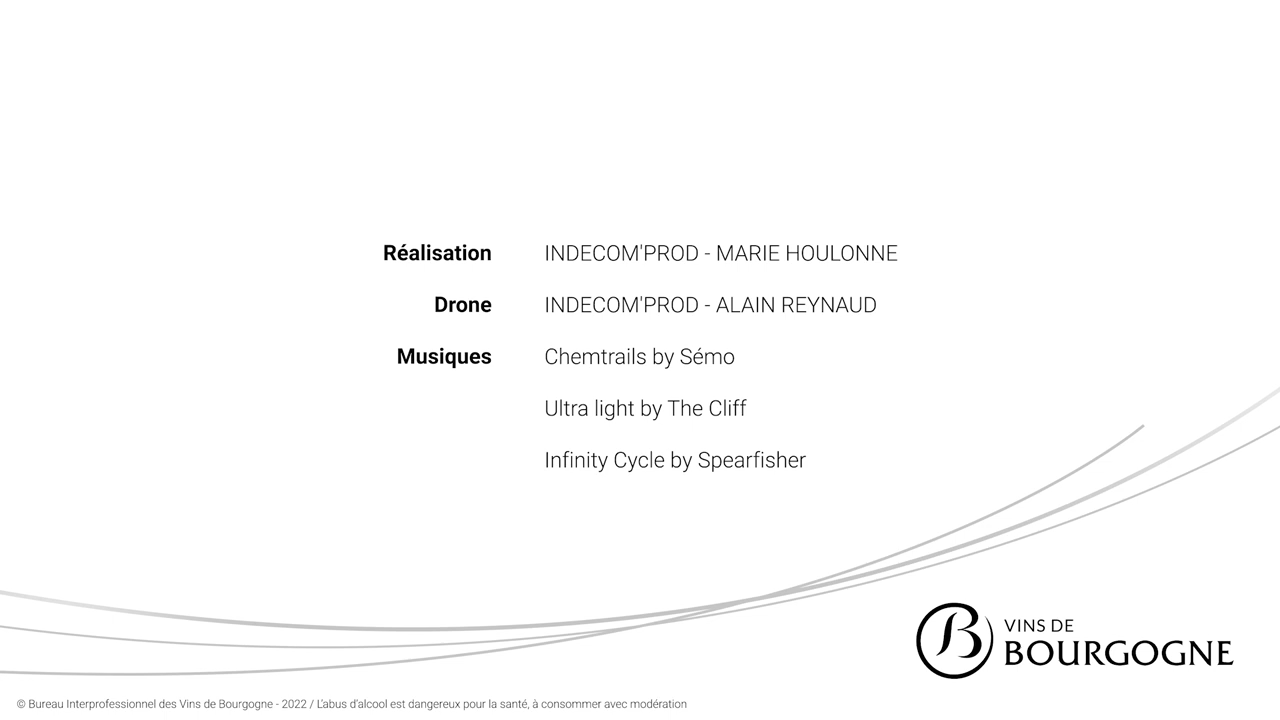 Réalisation INDECOM'PROD - MARIE HOULONNE
Drone INDECOM'PROD - ALAIN REYNAUD
Musiques Chemtrails by Sémo
Ultra light by The Cliff
Infinity Cycle by Spearfisher
B VINS DE
BOURGOGNE
© Bureau Interprofessionnel des Vins de Bourgogne - 2022 / L'abus d'alcool est dangereux pour la santé, à consommer avec modération